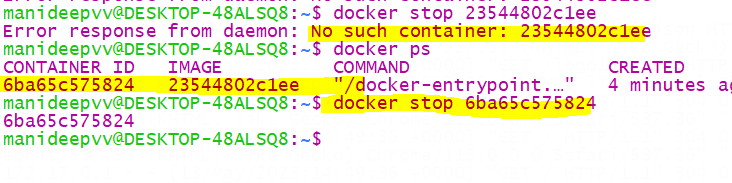 manideepvv@DESKTOP-48ALSQ8:~$ docker stop 23544802c1ee
Error response from daemon: No such container: 23544802c1ee
manideepvv@DESKTOP-48ALSQ8:~$ docker ps
CONTAINER ID   IMAGE          COMMAND                  CREATED
6ba65c575824   23544802c1ee   "/docker-entrypoint.…"   4 minutes ag
manideepvv@DESKTOP-48ALSQ8:~$ docker stop 6ba65c575824
6ba65c575824
manideepvv@DESKTOP-48ALSQ8:~$